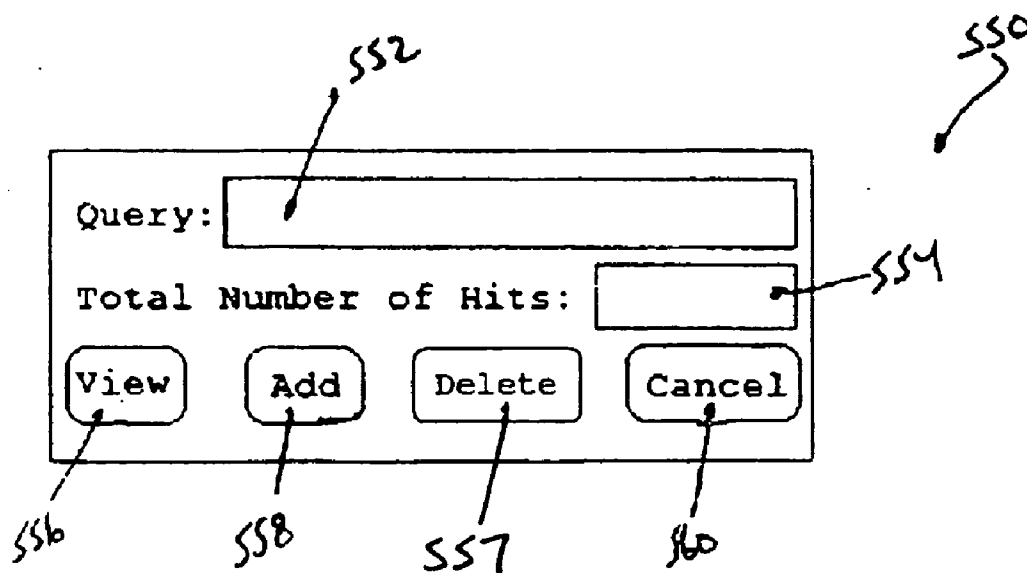 550
552
Query:
Total Number of Hits:
554
View Add Delete Cancel
556 558 557 560